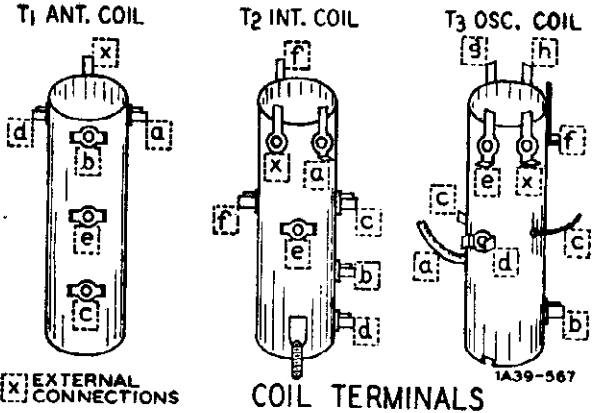 T1 ANT. COIL
T2 INT. COIL
T3 OSC. COIL
x
d
a
b
e
c
f
x
a
f
c
e
b
d
g
h
f
e
x
c
c
a
d
b
1A39-567
x EXTERNAL
CONNECTIONS
COIL TERMINALS